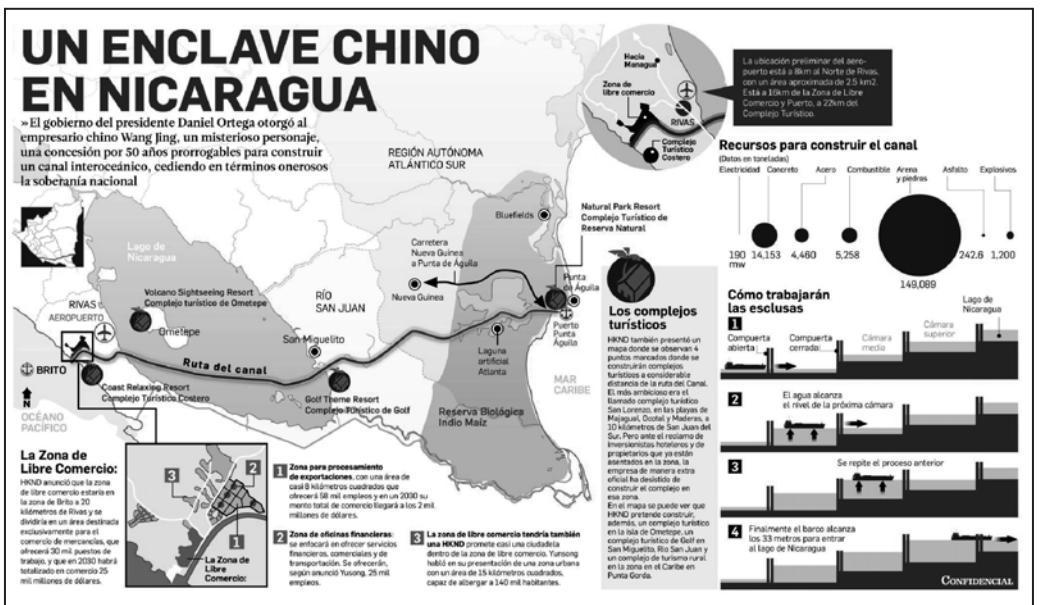 UN ENCLAVE CHINO
EN NICARAGUA
»El gobierno del presidente Daniel Ortega otorgó al
empresario chino Wang Jing, un misterioso personaje,
una concesión por 50 años prorrogables para construir
un canal interoceánico, cediendo en términos onerosos
la soberanía nacional
REGIÓN AUTÓNOMA
ATLÁNTICO SUR
Hacia
Managua
Zona de
libre comercio
RIVAS
Complejo
Turístico
Costero
La ubicación preliminar del aero-
puerto está a 8km al Norte de Rivas,
con un área aproximada de 2.5 km2.
Está a 16km de la Zona de Libre
Comercio y Puerto, a 22km del
Complejo Turístico.
Lago de
Nicaragua
Volcano Sightseeing Resort
Complejo turístico de Ometepe
RIVAS
AEROPUERTO
Ometepe
BRITO
N
OCÉANO
PACÍFICO
Coast Relaxing Resort
Complejo Turístico Costero
Ruta del canal
RÍO
SAN JUAN
San Miguelito
Golf Theme Resort
Complejo Turístico de Golf
Carretera
Nueva Guinea
a Punta de Águila
Nueva Guinea
Bluefields
Natural Park Resort
Complejo Turístico de
Reserva Natural
Punta
de Águila
Puerto
Punta
Águila
Laguna
artificial
Atlanta
MAR
CARIBE
Reserva Biológica
Indio Maíz
La Zona de
Libre Comercio:
HKND anunció que la zona
de libre comercio estaría en
la zona de Brito a 20
kilómetros de Rivas y se
dividiría en un área destinada
exclusivamente para el
comercio de mercancías, que
ofrecerá 30 mil puestos de
trabajo, y que en 2030 habrá
totalizado en comercio 25
mil millones de dólares.
3
2
1
La Zona de
Libre
Comercio:
1 Zona para procesamiento
de exportaciones, con una área de
casi 8 kilómetros cuadrados que
ofrecerá 58 mil empleos y en un 2030 su
mento total de comercio llegará a los 2 mil
millones de dólares.
2 Zona de oficinas financieras:
se enfocará en ofrecer servicios
financieros, comerciales y de
transportación. Se ofrecerán,
según anunció Yusong, 25 mil
empleos.
3 La zona de libre comercio tendría también
una HKND promete casi una ciudadela
dentro de la zona de libre comercio. Yunsong
habló en su presentación de una zona urbana
con un área de 15 kilómetros cuadrados,
capaz de albergar a 140 mil habitantes.
Los complejos
turísticos
HKND también presentó un
mapa donde se observan 4
puntos marcados donde se
construirán complejos
turísticos a considerable
distancia de la ruta del Canal.
El más ambicioso era el
llamado complejo turístico
San Lorenzo, en las playas de
Majagual, Ocotal y Maderas, a
10 kilómetros de San Juan del
Sur. Pero ante el reclamo de
inversionistas hoteleros y de
propietarios que ya están
asentados en la zona, la
empresa de manera extra
oficial ha desistido de
construir el complejo en
esa zona.
En el mapa se puede ver que
HKND pretende construir,
además, un complejo turístico
en la isla de Ometepe, un
complejo turístico de Golf en
San Miguelito, Río San Juan y
un complejo de turismo rural
en la zona en el Caribe en
Punta Gorda.
Recursos para construir el canal
(Datos en toneladas)
Electricidad Concreto Acero Combustible Arena y piedras Asfalto Explosivos
190 mw 14,153 4,460 5,258 149,089 242.6 1,200
Cómo trabajarán
las esclusas
1
Compuerta
abierta
Compuerta
cerrada
Cámara
media
Cámara
superior
Lago de
Nicaragua
2
El agua alcanza
el nivel de la próxima cámara
3
Se repite el proceso anterior
4
Finalmente el barco alcanza
los 33 metros para entrar
al lago de Nicaragua
CONFIDENCIAL